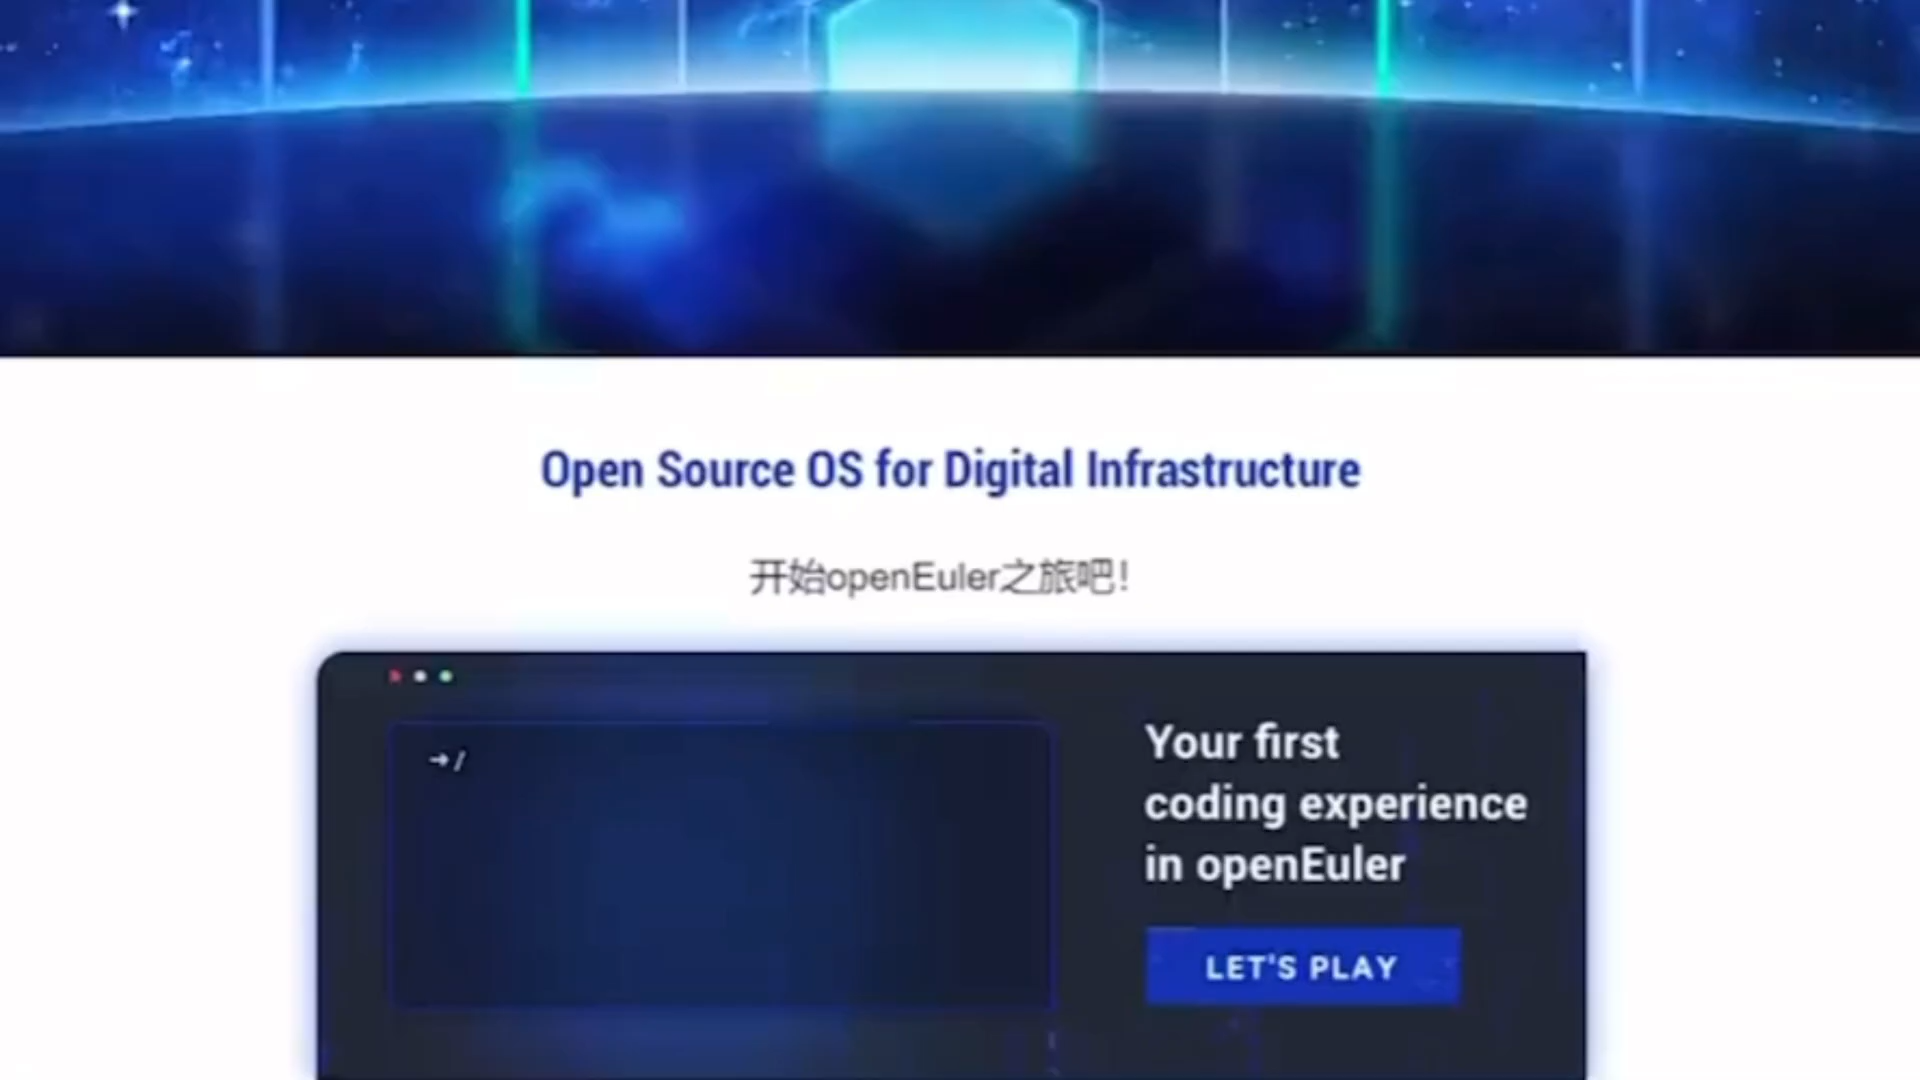 Open Source OS for Digital Infrastructure
开始openEuler之旅吧！
→ /
Your first
coding experience
in openEuler
LET'S PLAY